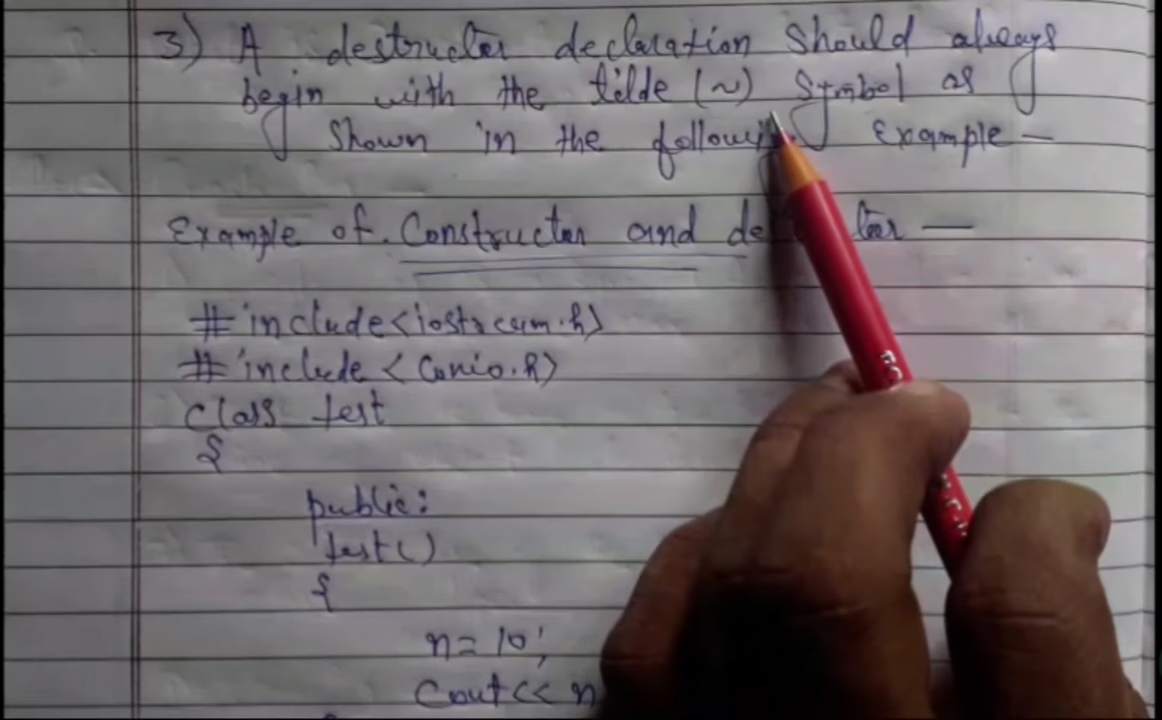 3) A destructor declaration should always
begin with the tilde (~) symbol as
shown in the following example —
Example of. Constructor and
#include<iostream.h>
#include <conio.h>
class test
{
public:
test()
{
n= 10;
Cout<< n